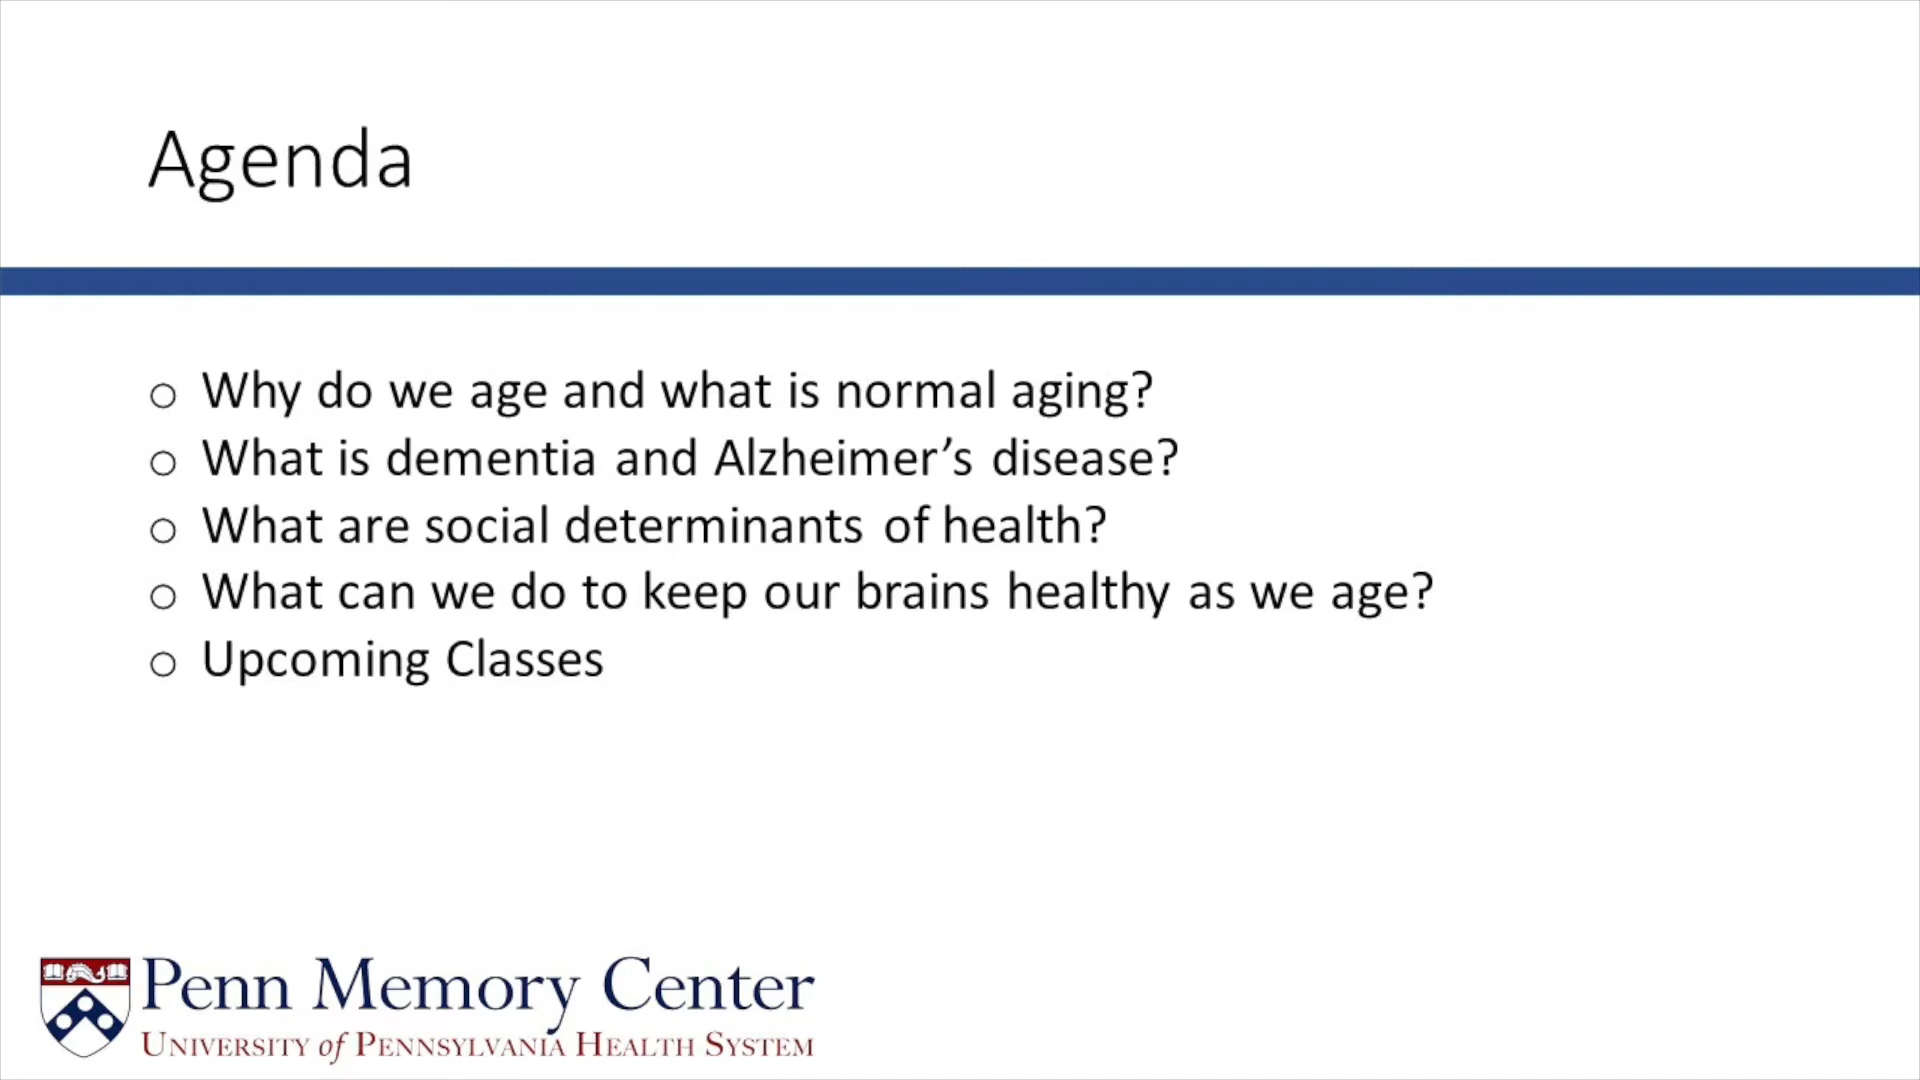 Agenda
o Why do we age and what is normal aging?
o What is dementia and Alzheimer’s disease?
o What are social determinants of health?
o What can we do to keep our brains healthy as we age?
o Upcoming Classes
Penn Memory Center
University of Pennsylvania Health System